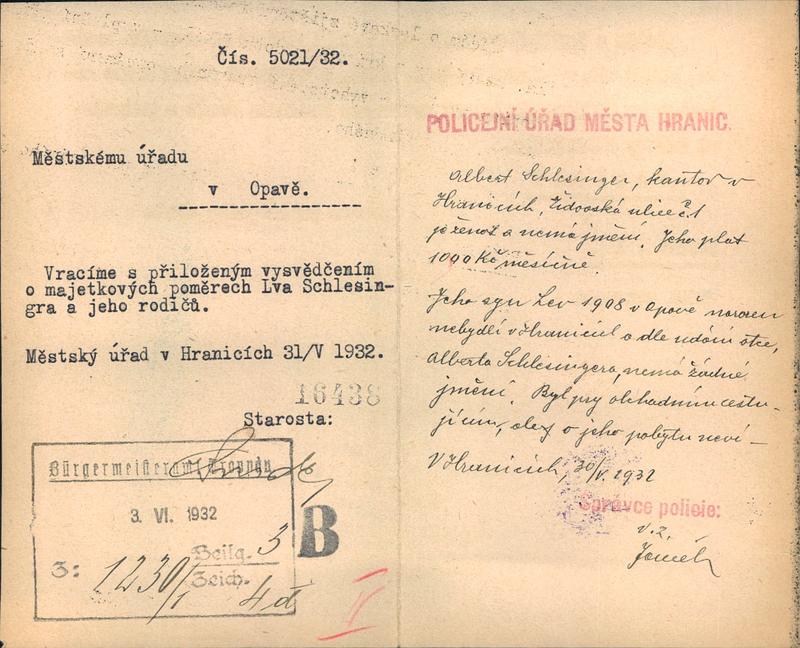 Čís. 5021/32.
Městskému úřadu
v Opavě.
Vracíme s přiloženým vysvědčením
o majetkových poměrech Lva Schlesin-
gra a jeho rodičů.
Městský úřad v Hranicích 31/V 1932.
16438
Starosta:
Bürgermeisteramt Troppau
3. VI. 1932
Z: 1230/1
Beilg. 3
Zeich. 4d
B
V
POLICEJNÍ ÚŘAD MĚSTA HRANIC.
Albert Schlesinger, kantor v
Hranicích, Židovská ulice č 1
je ženat a nemá jmění. Jeho plat
1000 Kč měsíčně.
Jeho syn Lev 1908 v Opavě narozen
nebydlí v Hranicích a dle udání otce,
Alberta Schlesingera, nemá žádné
jmění. Byl prý obchodním cestu-
jícím, o jeho pobytu neví –
V Hranicích, 30/V. 1932
Správce policie:
v. z.